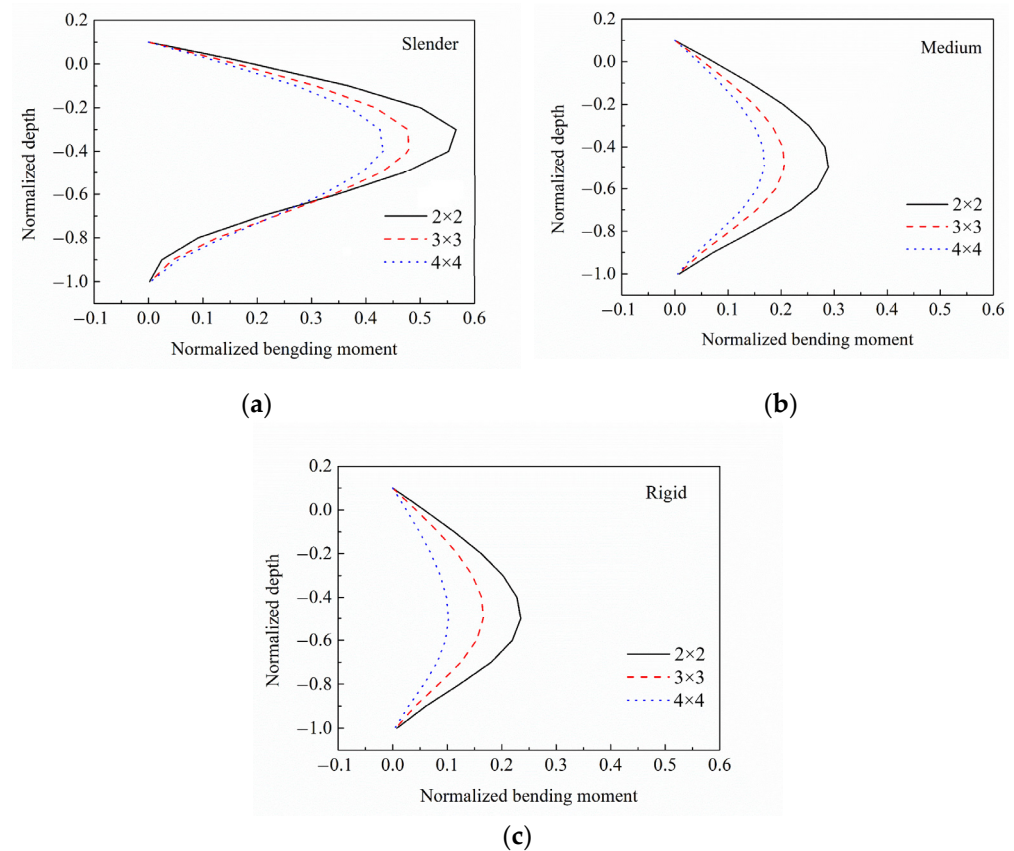 Slender
0.2
0.0
−0.2
−0.4
−0.6
−0.8
−1.0
Normalized depth
2×2
3×3
4×4
−0.1 0.0 0.1 0.2 0.3 0.4 0.5 0.6
Normalized bengding moment
(a)
Medium
0.2
0.0
−0.2
−0.4
−0.6
−0.8
−1.0
Normalized depth
2×2
3×3
4×4
−0.1 0.0 0.1 0.2 0.3 0.4 0.5 0.6
Normalized bending moment
(b)
Rigid
0.2
0.0
−0.2
−0.4
−0.6
−0.8
−1.0
Normalized depth
2×2
3×3
4×4
−0.1 0.0 0.1 0.2 0.3 0.4 0.5 0.6
Normalized bending moment
(c)